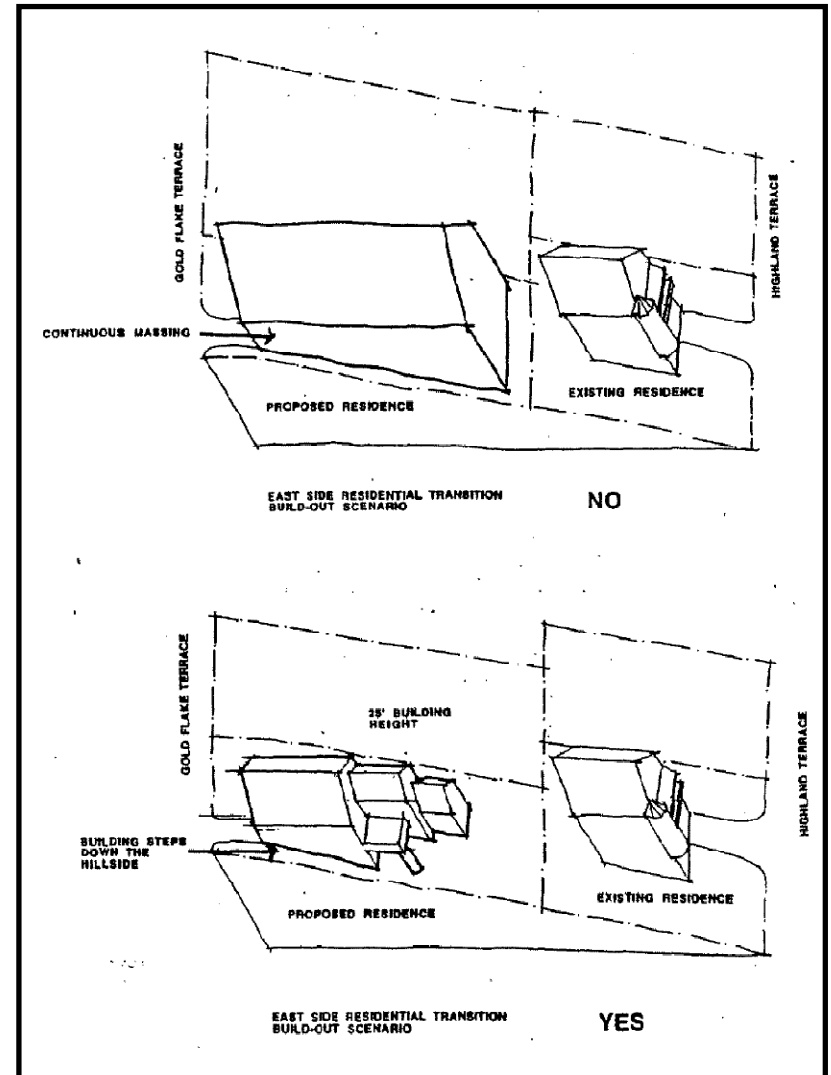 GOLD FLAKE TERRACE
HIGHLAND TERRACE
CONTINUOUS MASSING
PROPOSED RESIDENCE
EXISTING RESIDENCE
EAST SIDE RESIDENTIAL TRANSITION
BUILD-OUT SCENARIO
NO
GOLD FLAKE TERRACE
25' BUILDING
HEIGHT
HIGHLAND TERRACE
BUILDING STEPS
DOWN THE
HILLSIDE
PROPOSED RESIDENCE
EXISTING RESIDENCE
EAST SIDE RESIDENTIAL TRANSITION
BUILD-OUT SCENARIO
YES